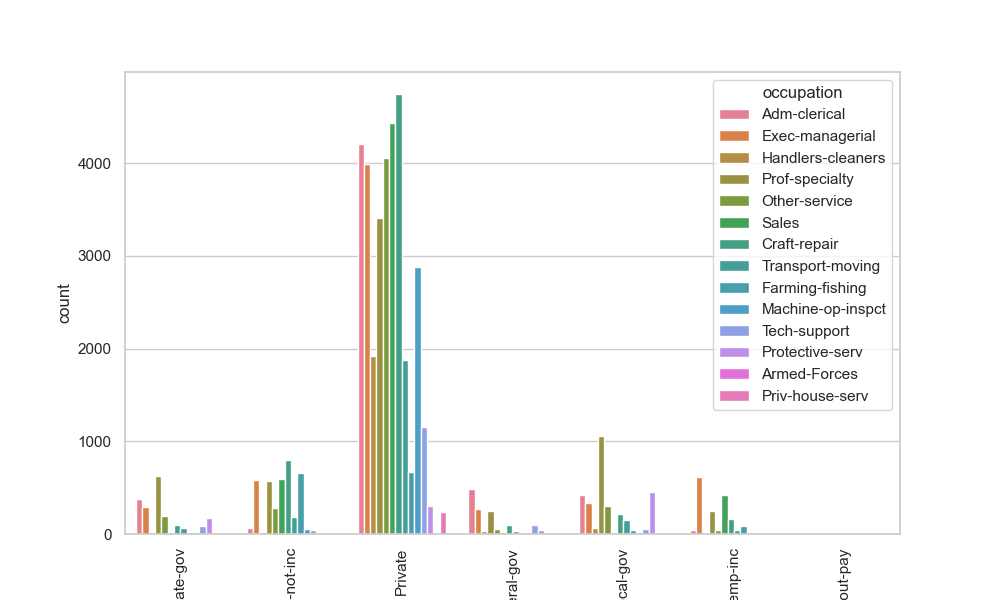 occupation
Adm-clerical
Exec-managerial
Handlers-cleaners
Prof-specialty
Other-service
Sales
Craft-repair
Transport-moving
Farming-fishing
Machine-op-inspct
Tech-support
Protective-serv
Armed-Forces
Priv-house-serv
count
4000
3000
2000
1000
0
ate-gov
-not-inc
Private
eral-gov
cal-gov
emp-inc
out-pay